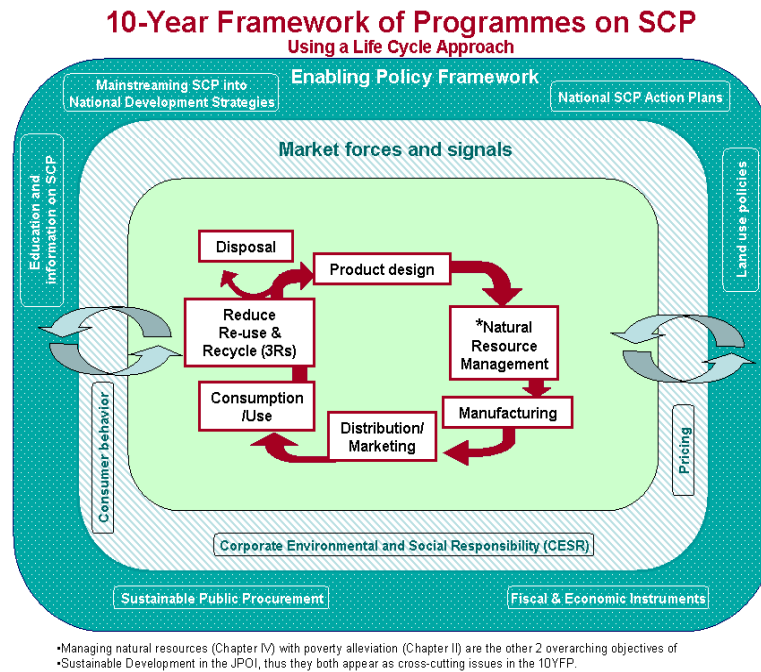 10-Year Framework of Programmes on SCP
Using a Life Cycle Approach
Enabling Policy Framework
Mainstreaming SCP into
National Development Strategies
National SCP Action Plans
Education and
information on SCP
Land use policies
Market forces and signals
Disposal
Product design
Reduce
Re-use &
Recycle (3Rs)
*Natural
Resource
Management
Consumption
/Use
Distribution/
Marketing
Manufacturing
Consumer behavior
Pricing
Corporate Environmental and Social Responsibility (CESR)
Sustainable Public Procurement
Fiscal & Economic Instruments
•Managing natural resources (Chapter IV) with poverty alleviation (Chapter II) are the other 2 overarching objectives of
•Sustainable Development in the JPOI, thus they both appear as cross-cutting issues in the 10YFP.